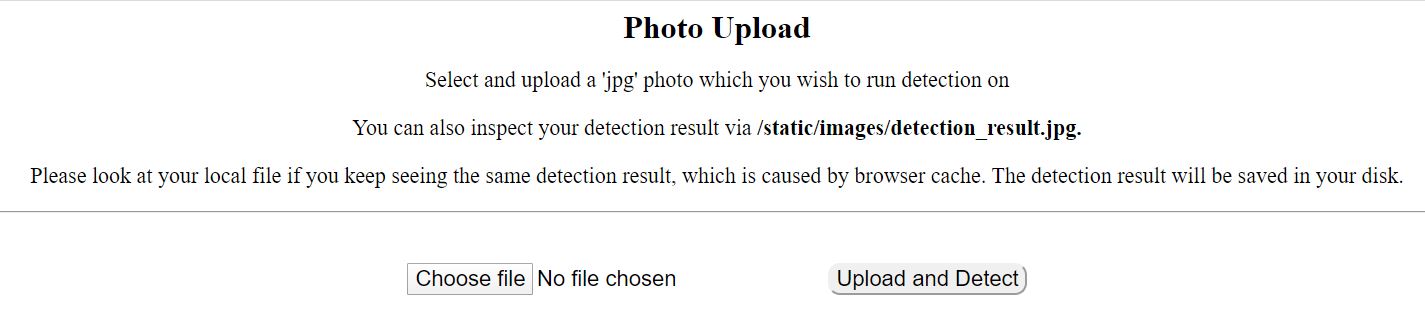 Photo Upload
Select and upload a 'jpg' photo which you wish to run detection on
You can also inspect your detection result via /static/images/detection_result.jpg.
Please look at your local file if you keep seeing the same detection result, which is caused by browser cache. The detection result will be saved in your disk.
Choose file No file chosen Upload and Detect